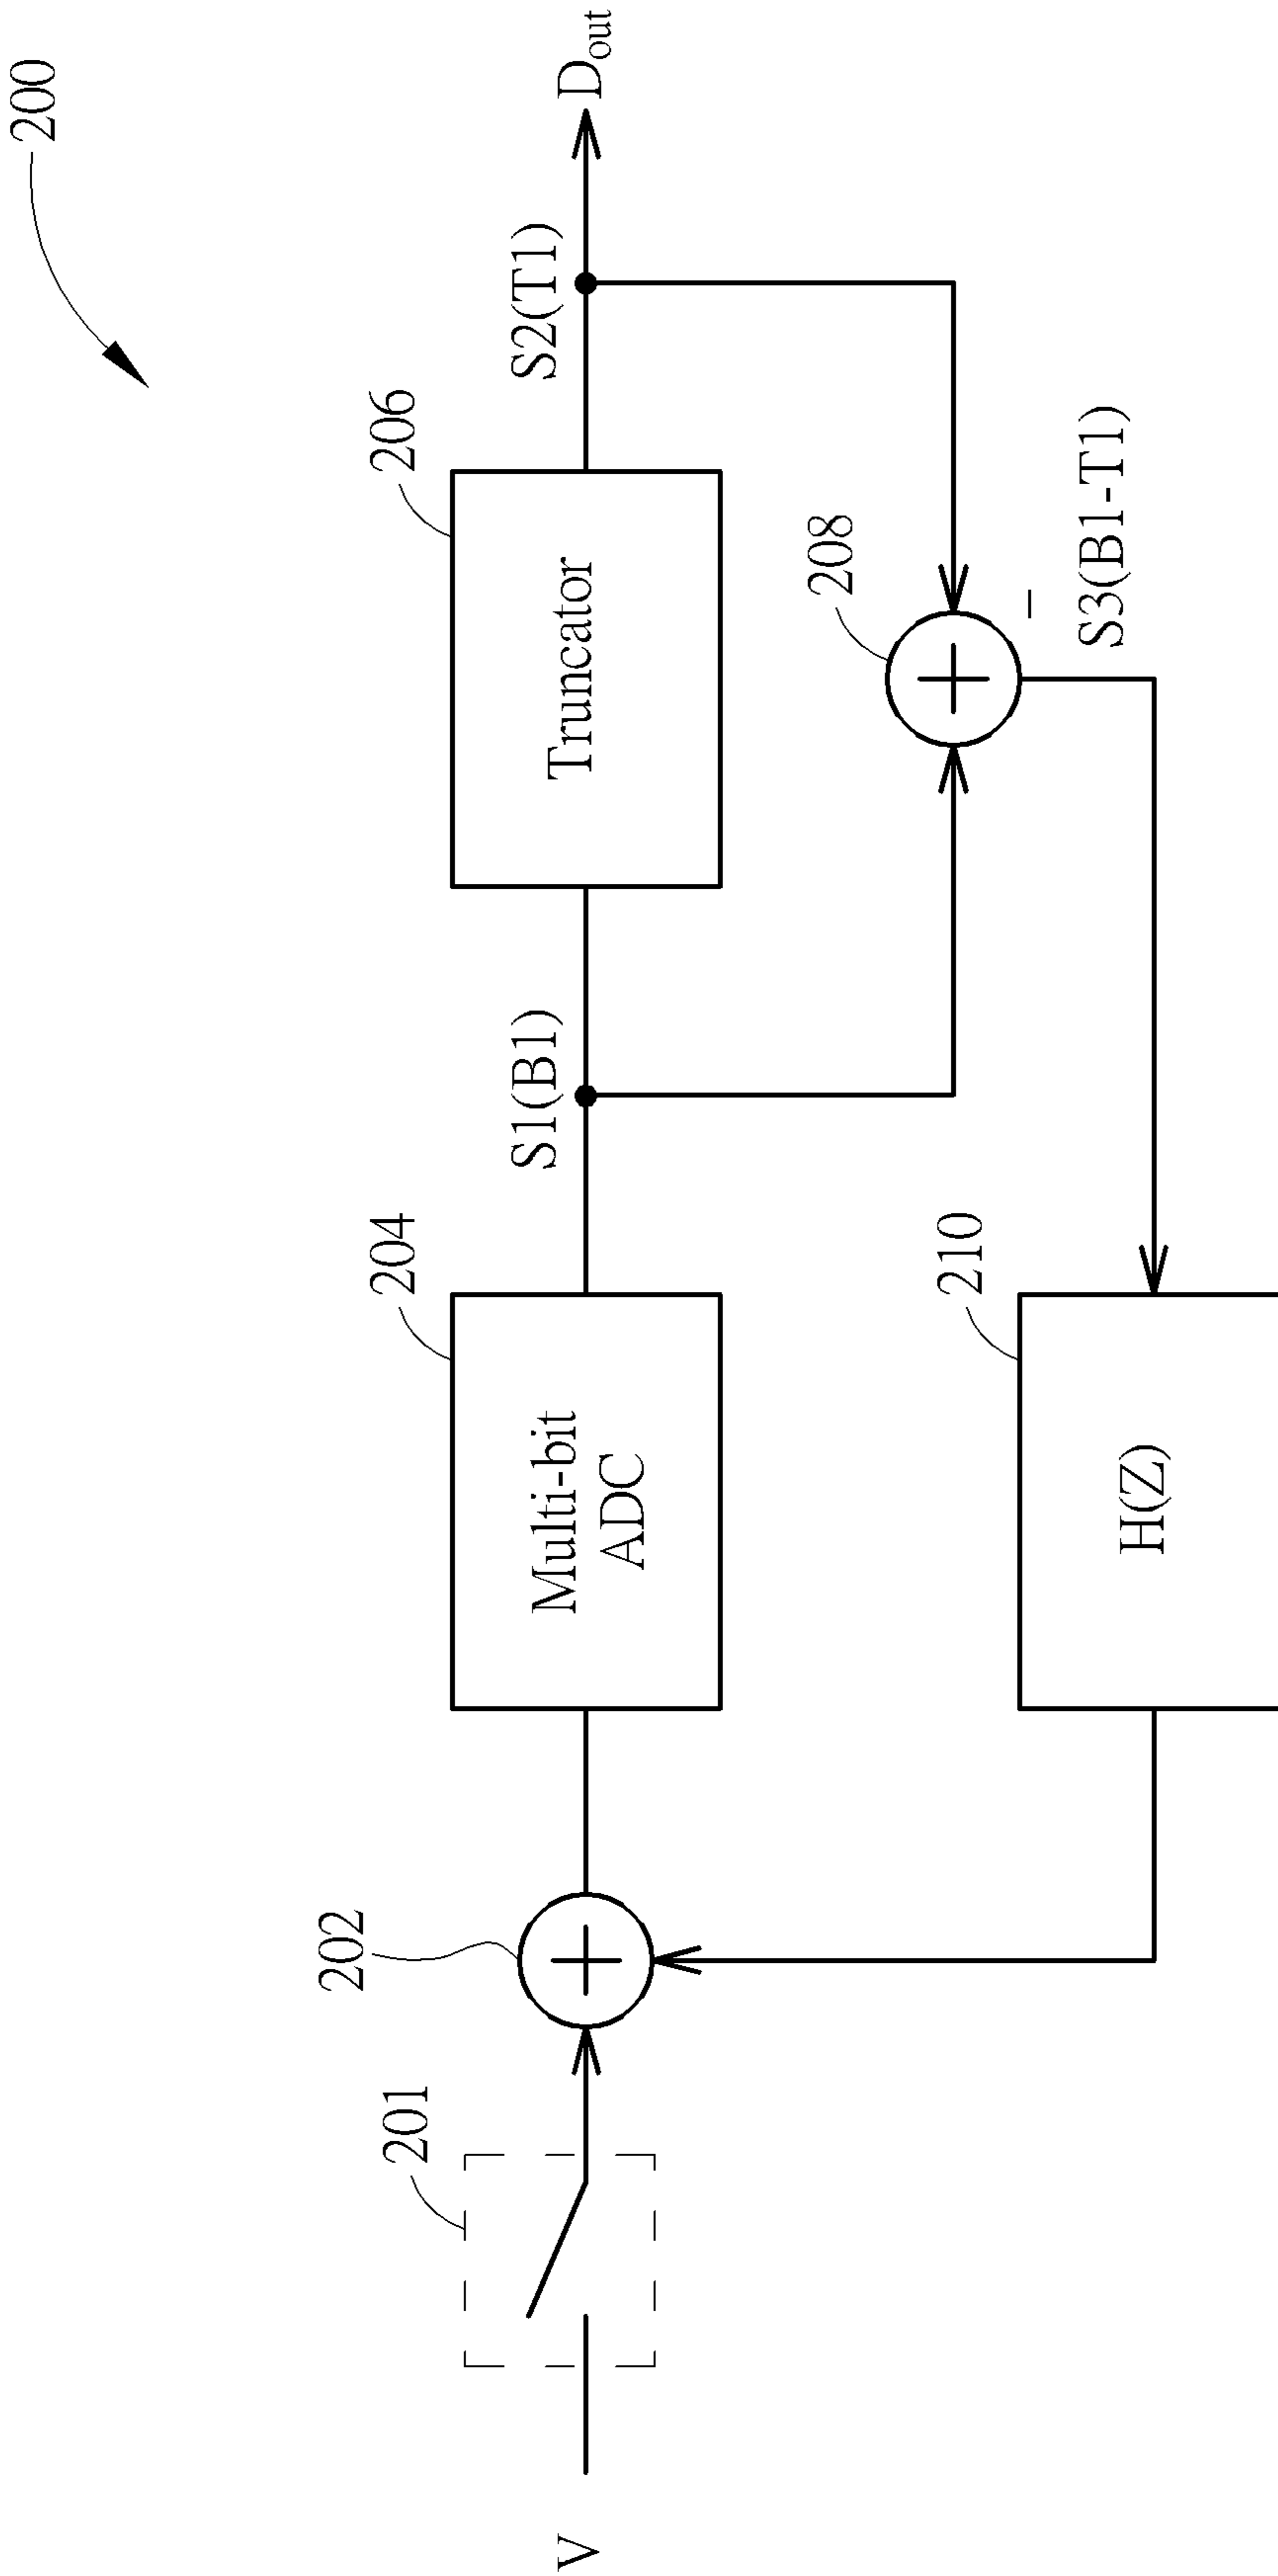 200
V
201
202
204
Multi-bit
ADC
S1(B1)
206
Truncator
S2(T1)
Dout
208
−
S3(B1-T1)
210
H(Z)